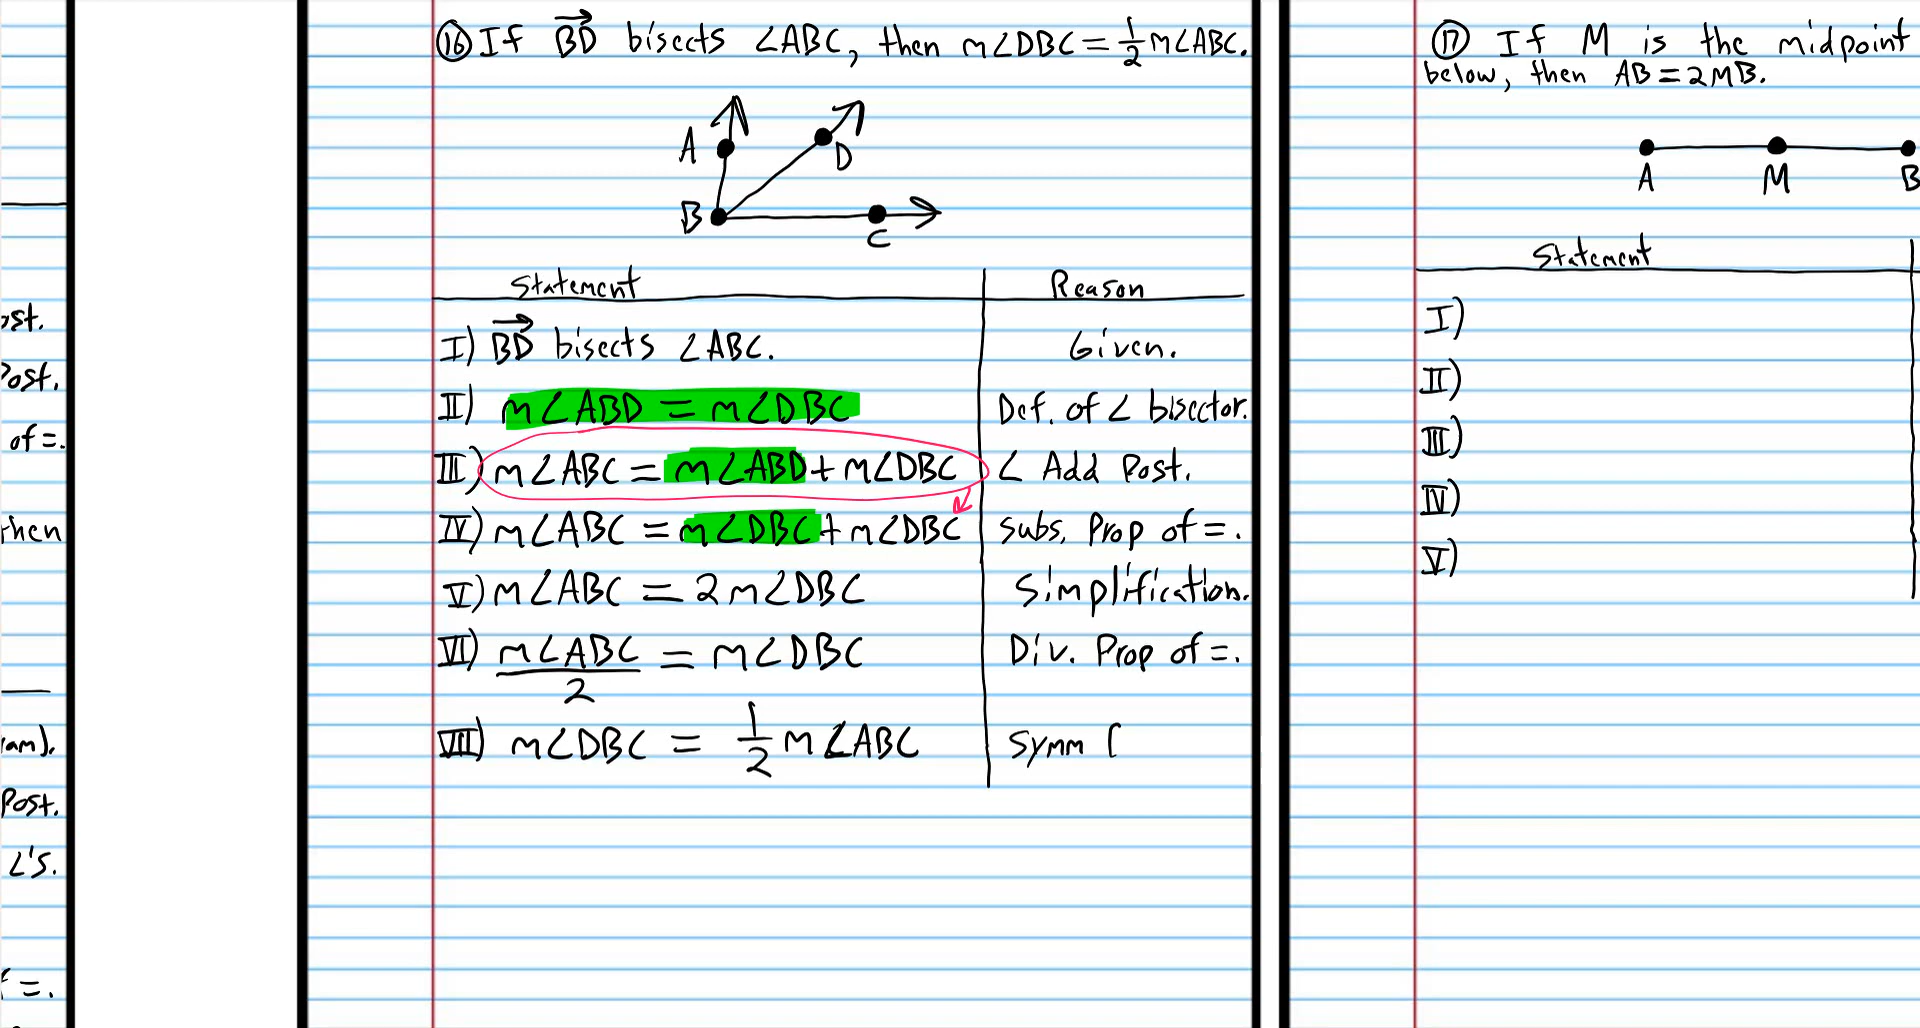 ost.
Post.
of =.
then
ram).
Post.
∠'s.
f =.
⑯ If BD→ bisects ∠ABC, then m∠DBC = 1/2 m∠ABC.
A
D
B
C
Statement Reason
I) BD→ bisects ∠ABC. Given.
II) m∠ABD = m∠DBC Def. of ∠ bisector.
III) m∠ABC = m∠ABD + m∠DBC ∠ Add Post.
IV) m∠ABC = m∠DBC + m∠DBC Subs. Prop of =.
V) m∠ABC = 2m∠DBC Simplification.
VI) m∠ABC/2 = m∠DBC Div. Prop of =.
VII) m∠DBC = 1/2 m∠ABC Symm
⑰ If M is the midpoint
below, then AB = 2MB.
A M B
Statement
I)
II)
III)
IV)
V)